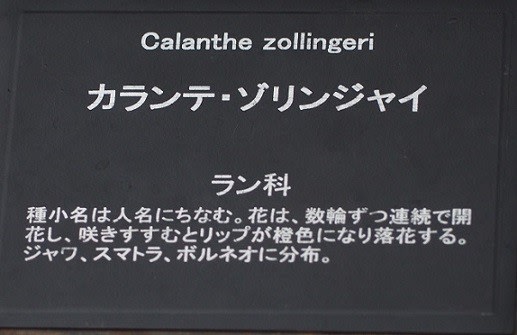 Calanthe zollingeri
カランテ・ゾリンジャイ
ラン科
種小名は人名にちなむ。花は、数輪ずつ連続で開
花し、咲きすすむとリップが橙色になり落花する。
ジャワ、スマトラ、ボルネオに分布。